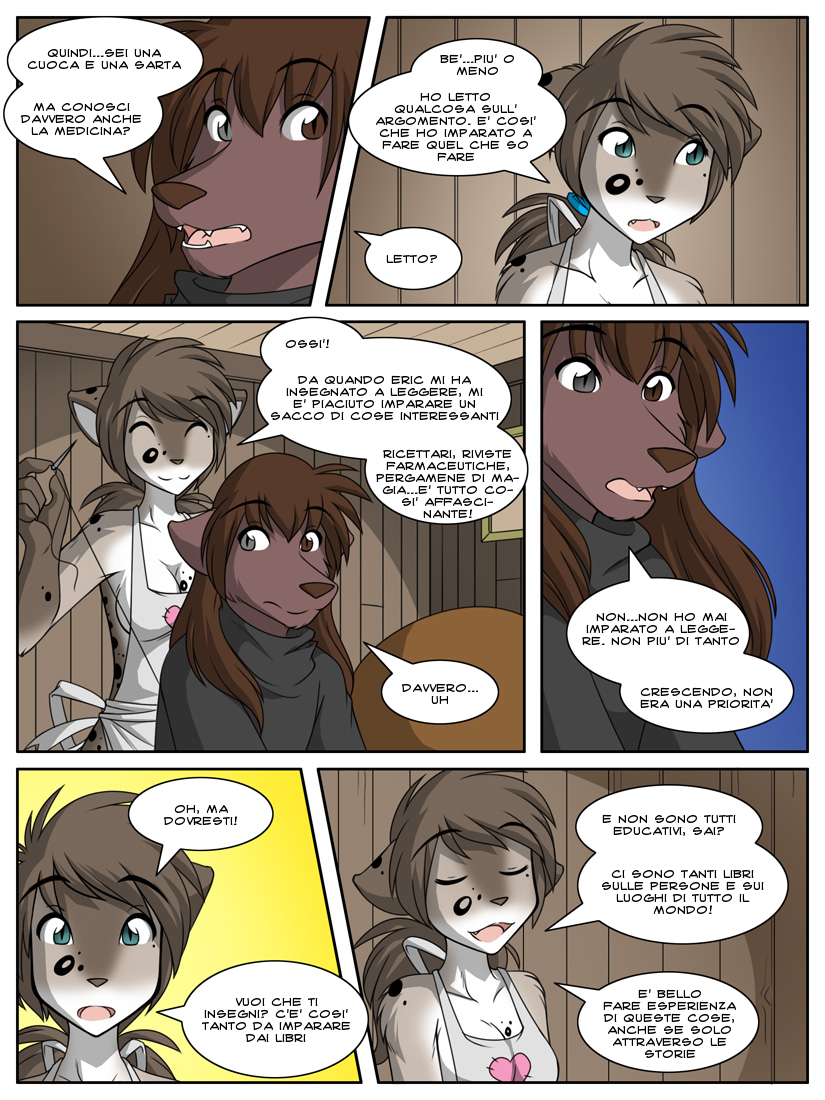 QUINDI...SEI UNA
CUOCA E UNA SARTA
MA CONOSCI
DAVVERO ANCHE
LA MEDICINA?
BE'...PIU' O
MENO
HO LETTO
QUALCOSA SULL'
ARGOMENTO. E' COSI'
CHE HO IMPARATO A
FARE QUEL CHE SO
FARE
LETTO?
OSSI'!
DA QUANDO ERIC MI HA
INSEGNATO A LEGGERE, MI
E' PIACIUTO IMPARARE UN
SACCO DI COSE INTERESSANTI
RICETTARI, RIVISTE
FARMACEUTICHE,
PERGAMENE DI MA-
GIA...E' TUTTO CO-
SI' AFFASCI-
NANTE!
DAVVERO...
UH
NON...NON HO MAI
IMPARATO A LEGGE-
RE. NON PIU' DI TANTO
CRESCENDO, NON
ERA UNA PRIORITA'
OH, MA
DOVRESTI!
VUOI CHE TI
INSEGNI? C'E' COSI'
TANTO DA IMPARARE
DAI LIBRI
E NON SONO TUTTI
EDUCATIVI, SAI?
CI SONO TANTI LIBRI
SULLE PERSONE E SUI
LUOGHI DI TUTTO IL
MONDO!
E' BELLO
FARE ESPERIENZA
DI QUESTE COSE,
ANCHE SE SOLO
ATTRAVERSO LE
STORIE